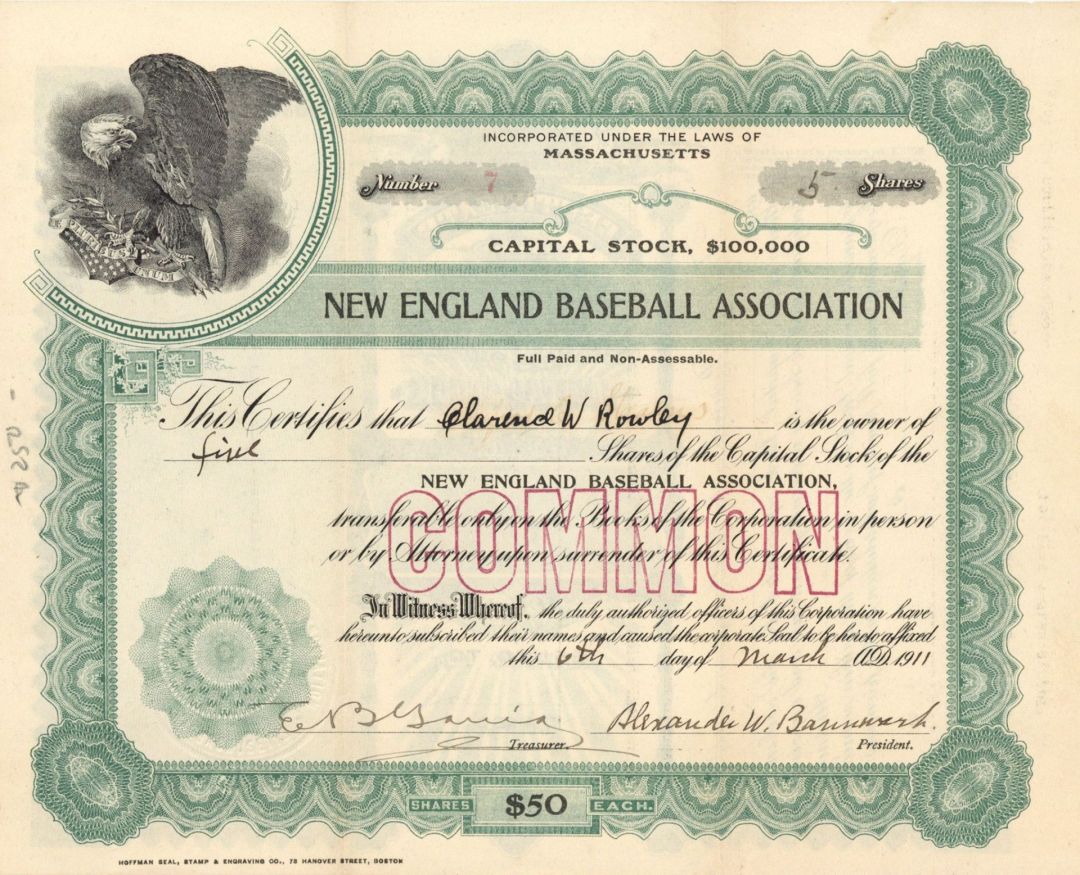 E PLURIBUS UNUM
INCORPORATED UNDER THE LAWS OF
MASSACHUSETTS
Number 7
5 Shares
CAPITAL STOCK, $100,000
NEW ENGLAND BASEBALL ASSOCIATION
Full Paid and Non-Assessable.
This Certifies that Clarend W Rowley is the owner of
five Shares of the Capital Stock of the
NEW ENGLAND BASEBALL ASSOCIATION,
COMMON
transferable only on the Books of the Corporation in person
or by Attorney upon surrender of this Certificate.
In Witness Whereof, the duly authorized officers of this Corporation have
hereunto subscribed their names and caused the corporate Seal to be hereto affixed
this 6th day of March A.D. 1911
Alexander W.
Treasurer. President.
SHARES $50 EACH.
HOFFMAN SEAL, STAMP & ENGRAVING CO., 78 HANOVER STREET, BOSTON